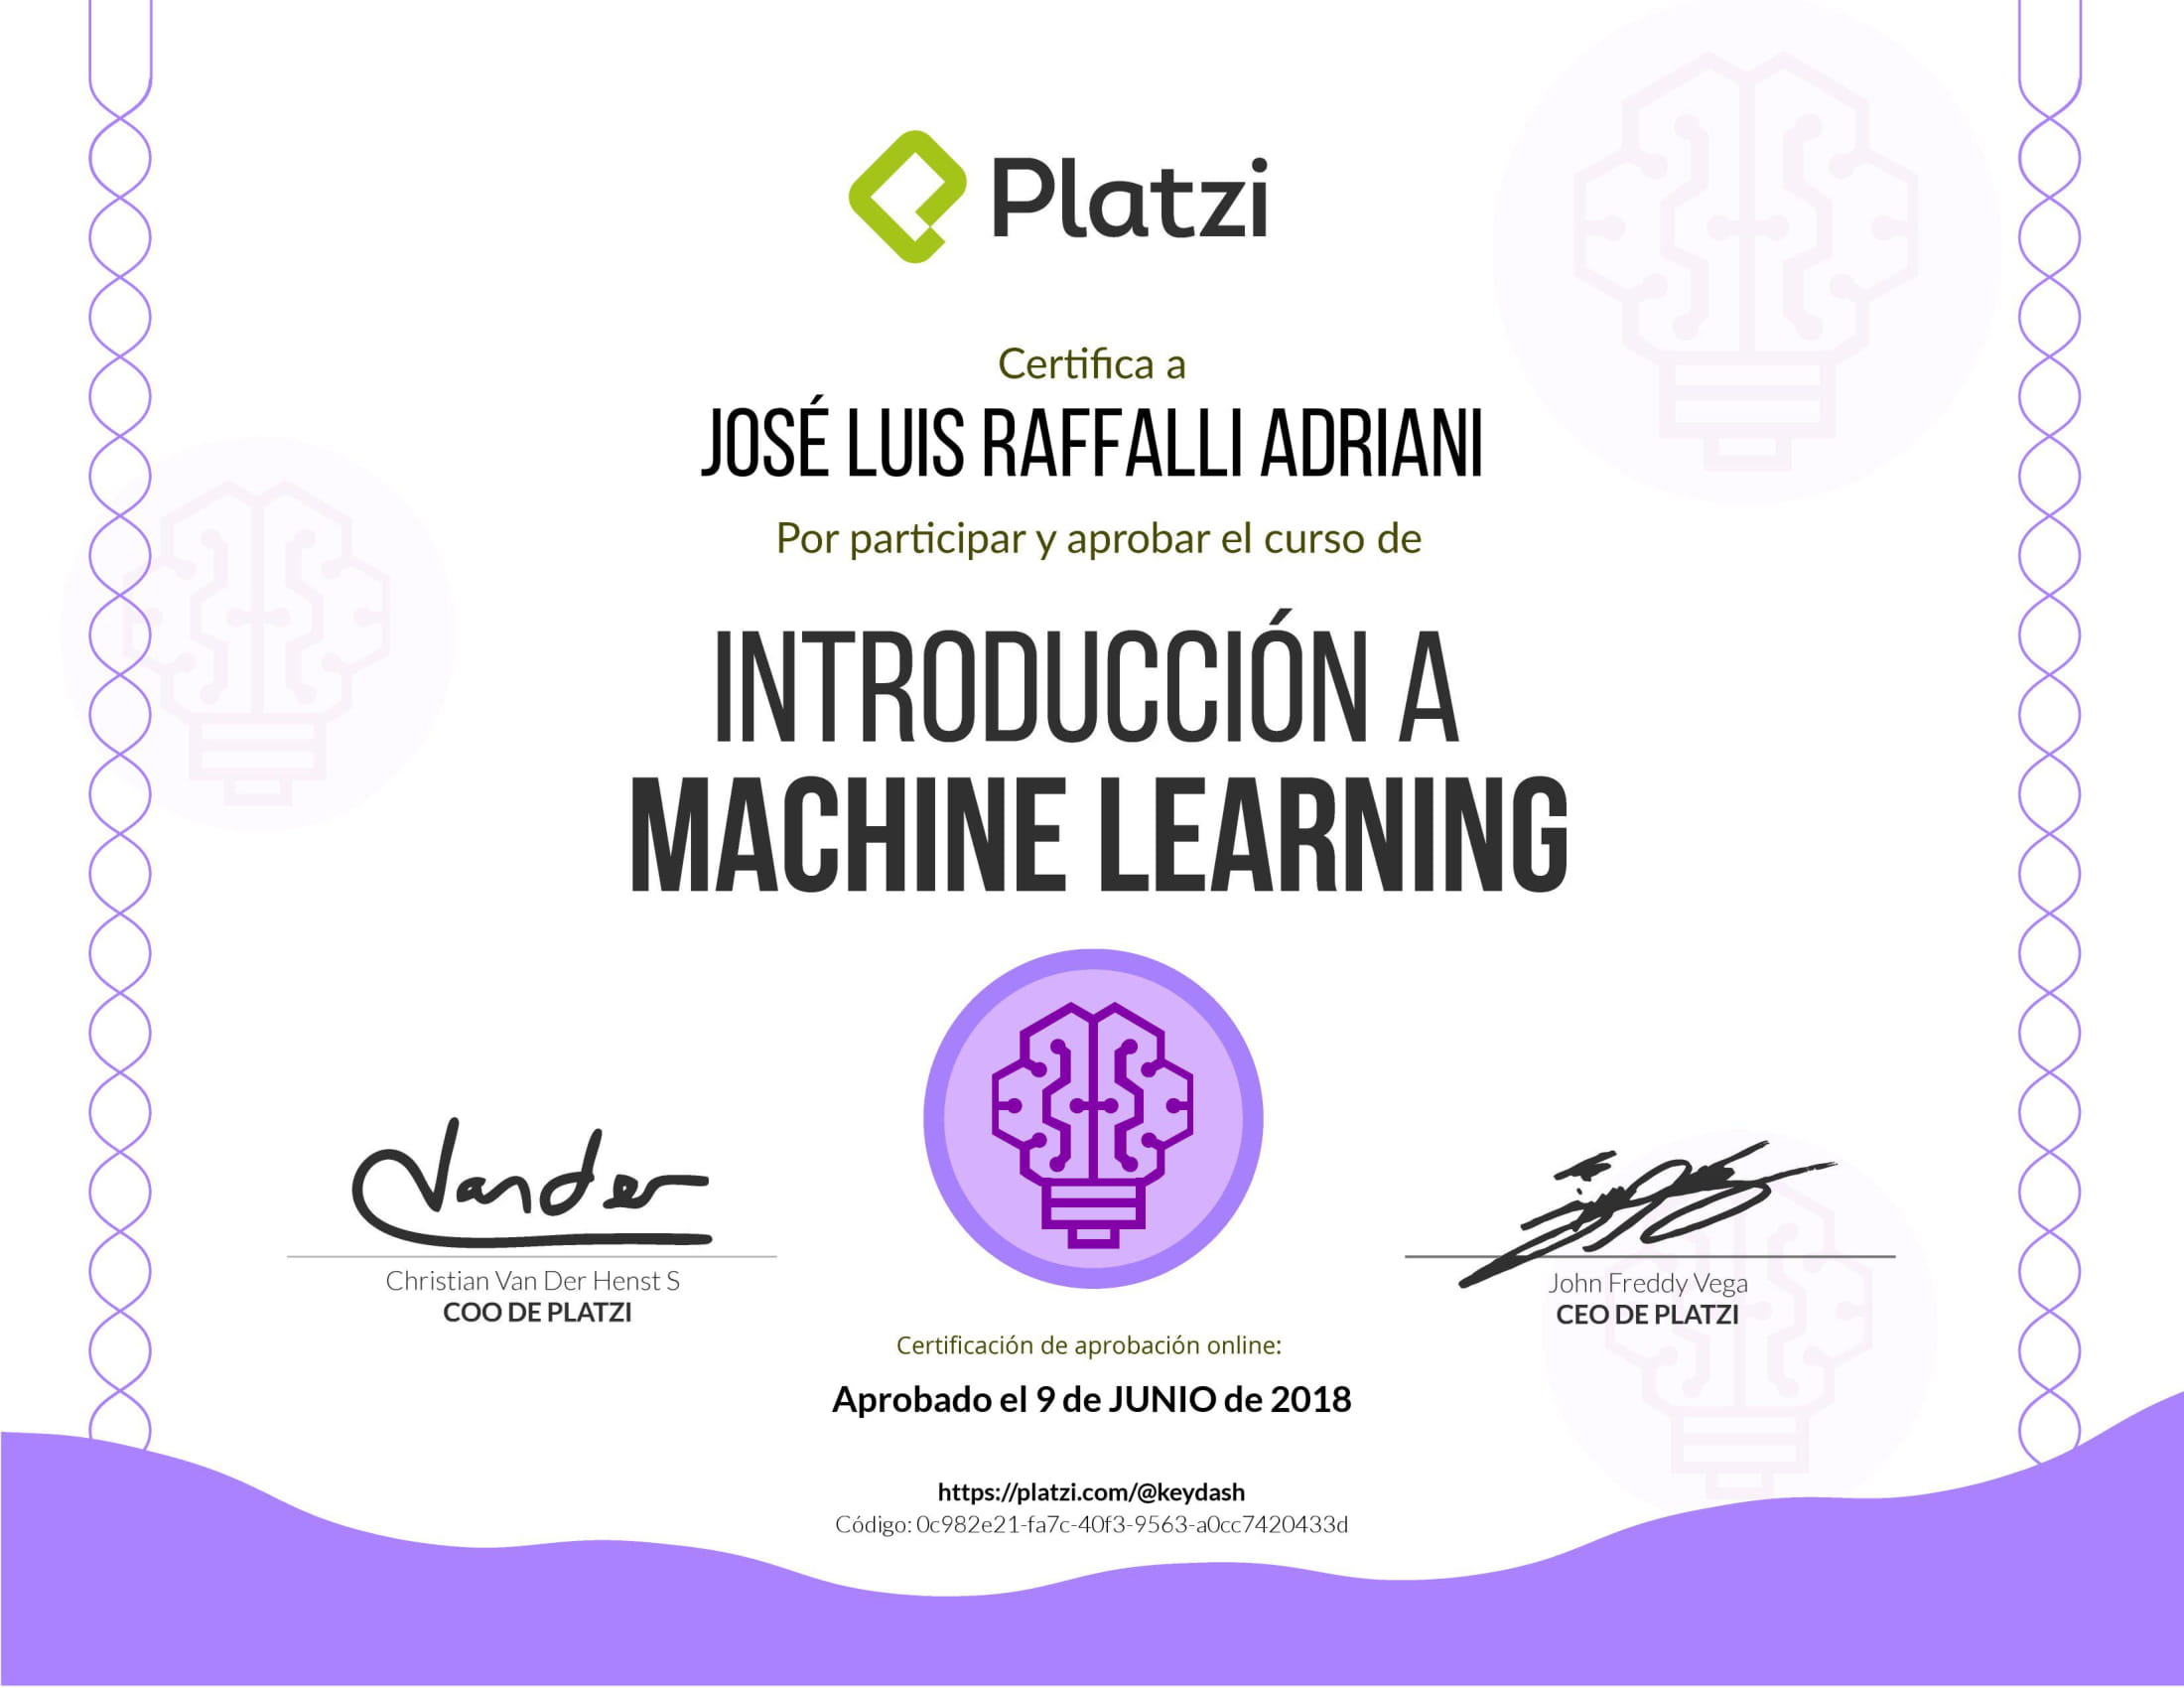 Platzi
Certifica a
JOSÉ LUIS RAFFALLI ADRIANI
Por participar y aprobar el curso de
INTRODUCCIÓN A
MACHINE LEARNING
Vander
Christian Van Der Henst S
COO DE PLATZI
John Freddy Vega
CEO DE PLATZI
Certificación de aprobación online:
Aprobado el 9 de JUNIO de 2018
https://platzi.com/@keydash
Código: 0c982e21-fa7c-40f3-9563-a0cc7420433d